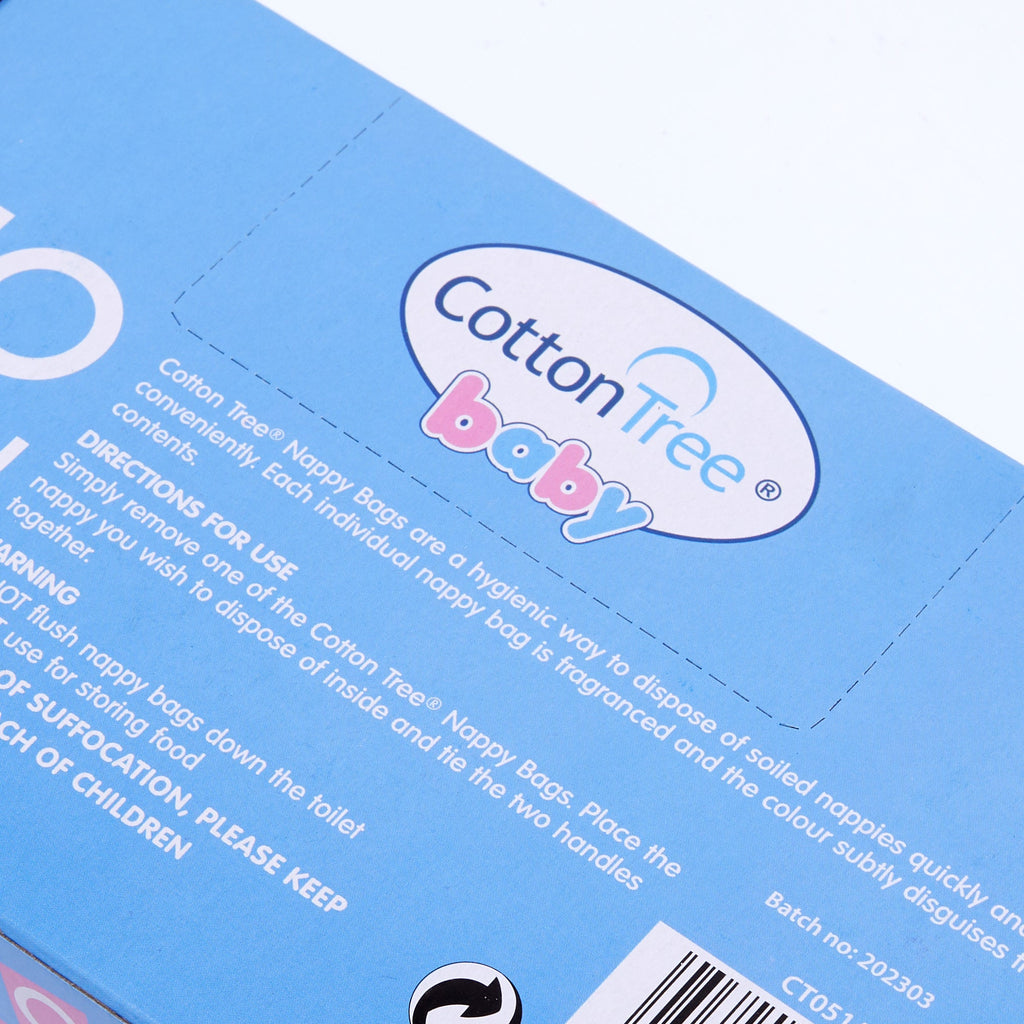 Cotton Tree ®
baby
Cotton Tree® Nappy Bags are a hygienic way to dispose of soiled nappies quickly and
conveniently. Each individual nappy bag is fragranced and the colour subtly disguises
contents.
DIRECTIONS FOR USE
Simply remove one of the Cotton Tree® Nappy Bags. Place the
nappy you wish to dispose of inside and tie the two handles
together.
ARNING
NOT flush nappy bags down the toilet
use for storing food
OF SUFFOCATION, PLEASE KEEP
ACH OF CHILDREN
Batch no: 202303
CT051